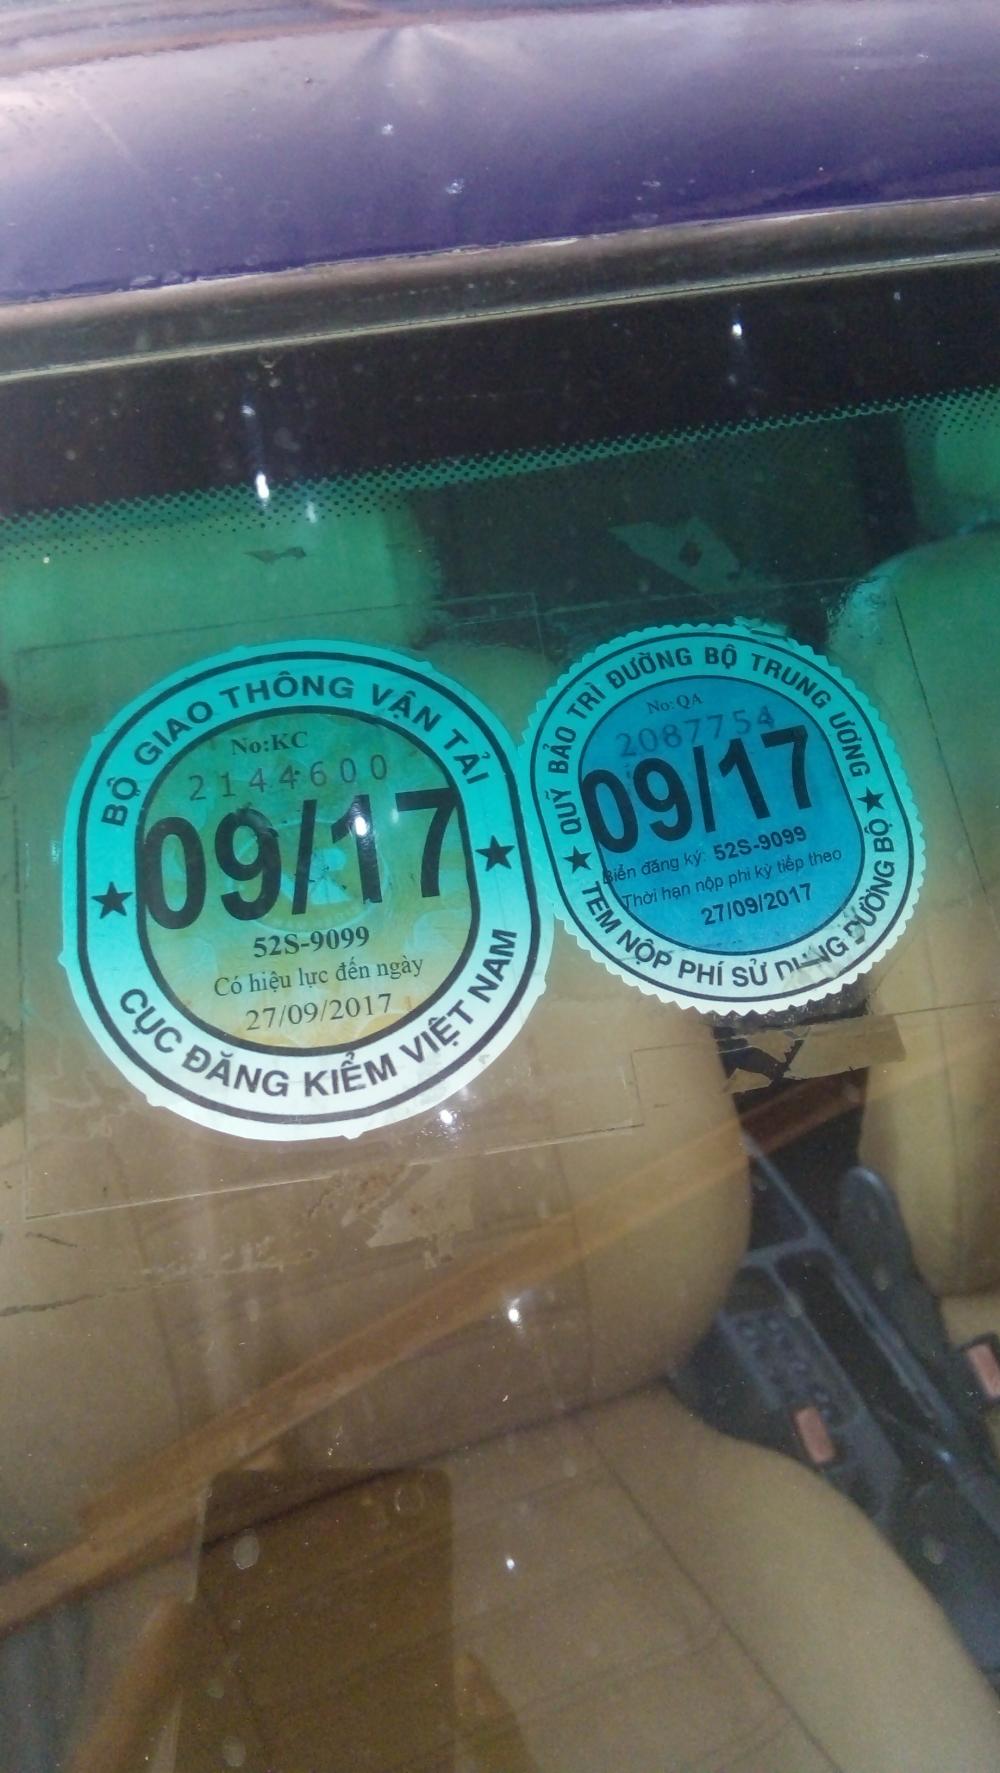 BỘ GIAO THÔNG VẬN TẢI
No:KC
2144600
09/17
52S-9099
Có hiệu lực đến ngày
27/09/2017
CỤC ĐĂNG KIỂM VIỆT NAM
QUỸ BẢO TRÌ ĐƯỜNG BỘ TRUNG ƯƠNG
No: QA
2087754
09/17
Biển đăng ký: 52S-9099
Thời hạn nộp phí kỳ tiếp theo
27/09/2017
TEM NỘP PHÍ SỬ DỤNG ĐƯỜNG BỘ